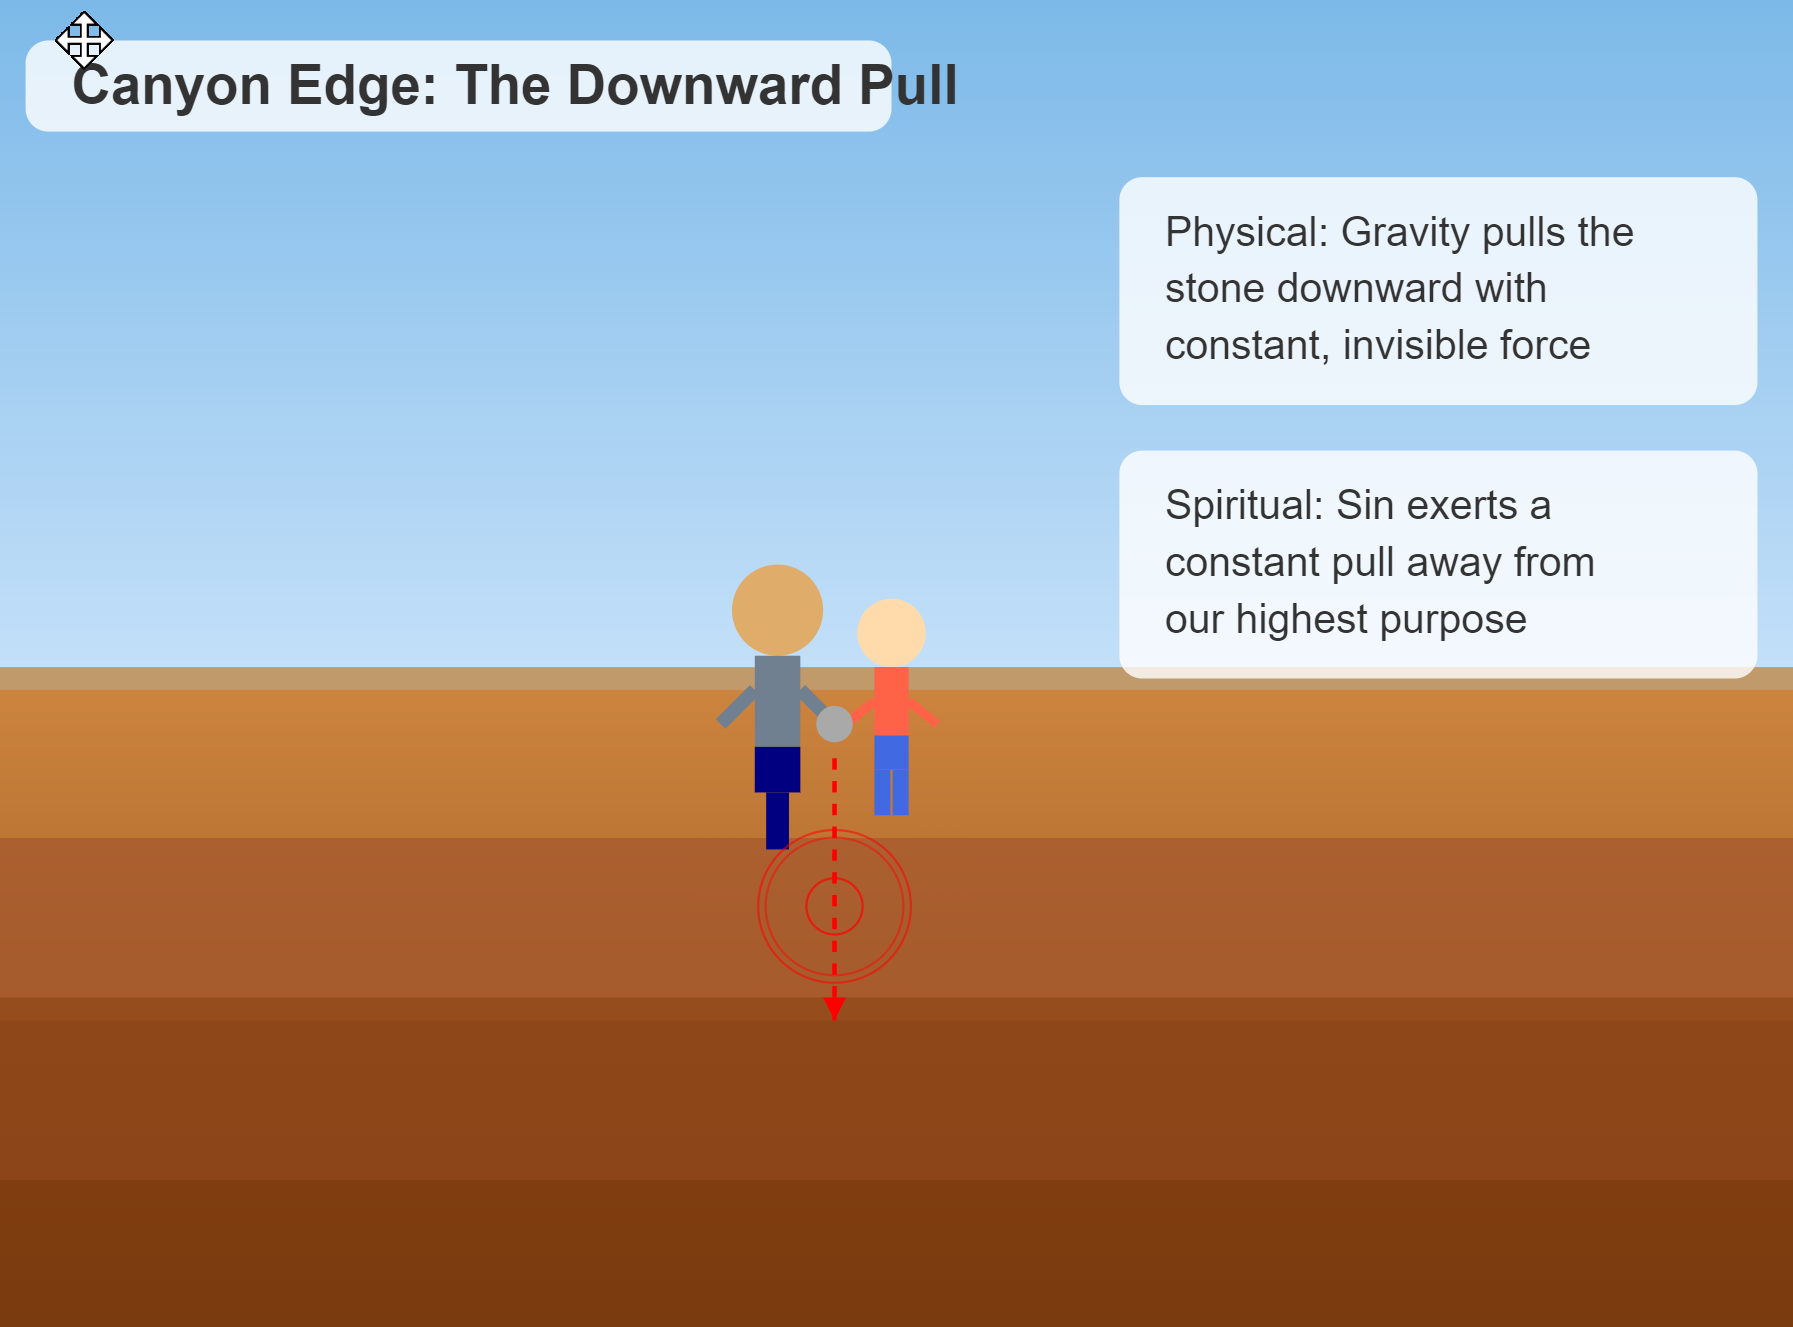 Canyon Edge: The Downward Pull
Physical: Gravity pulls the
stone downward with
constant, invisible force
Spiritual: Sin exerts a
constant pull away from
our highest purpose